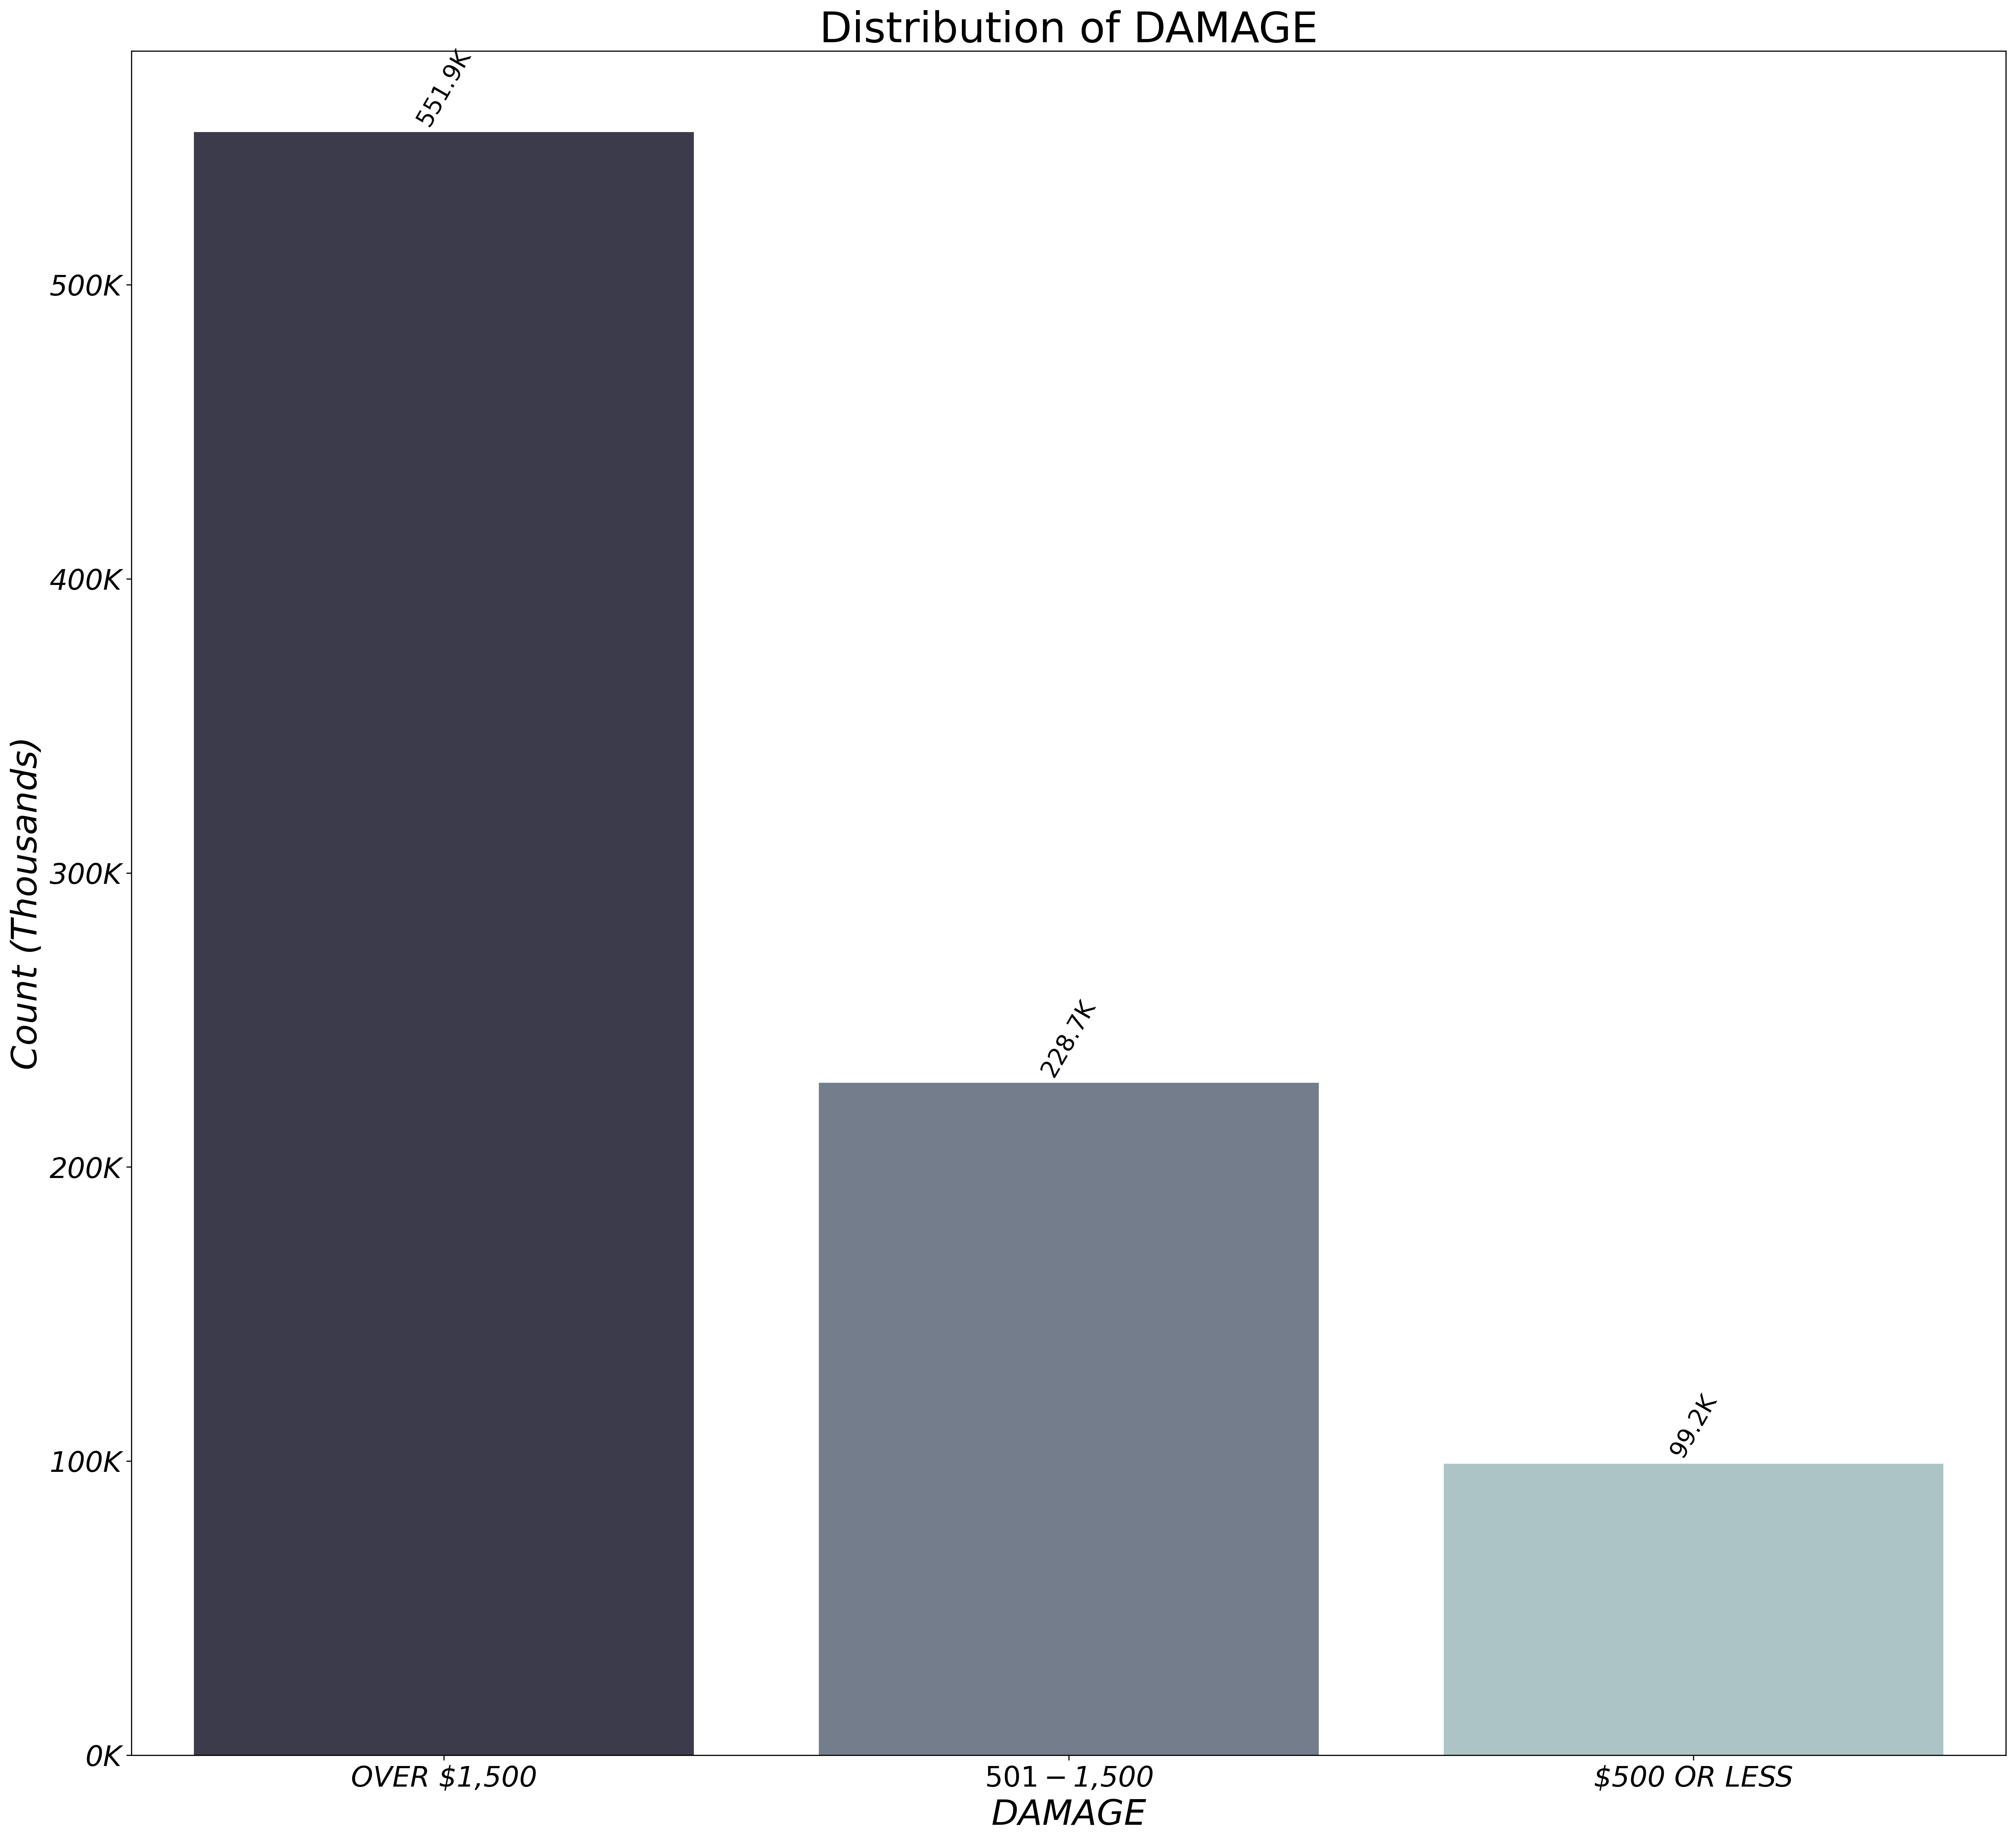 Distribution of DAMAGE
551.9K
500K
400K
300K
228.7K
200K
99.2K
100K
0K
Count (Thousands)
OVER $1,500
501 − 1,500
$500 OR LESS
DAMAGE